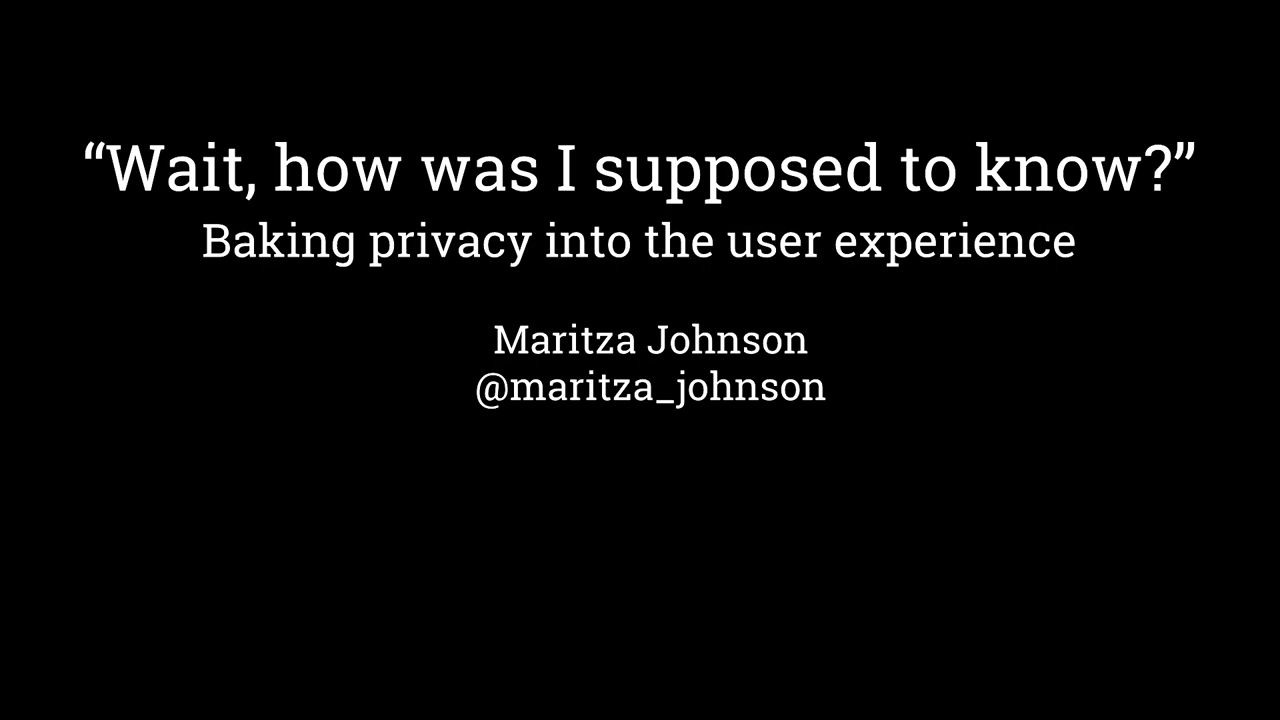 “Wait, how was I supposed to know?”
Baking privacy into the user experience
Maritza Johnson
@maritza_johnson